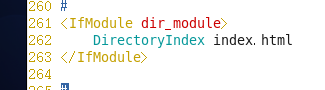 260 #
261 <IfModule dir_module>
262     DirectoryIndex index.html
263 </IfModule>
264
265 #